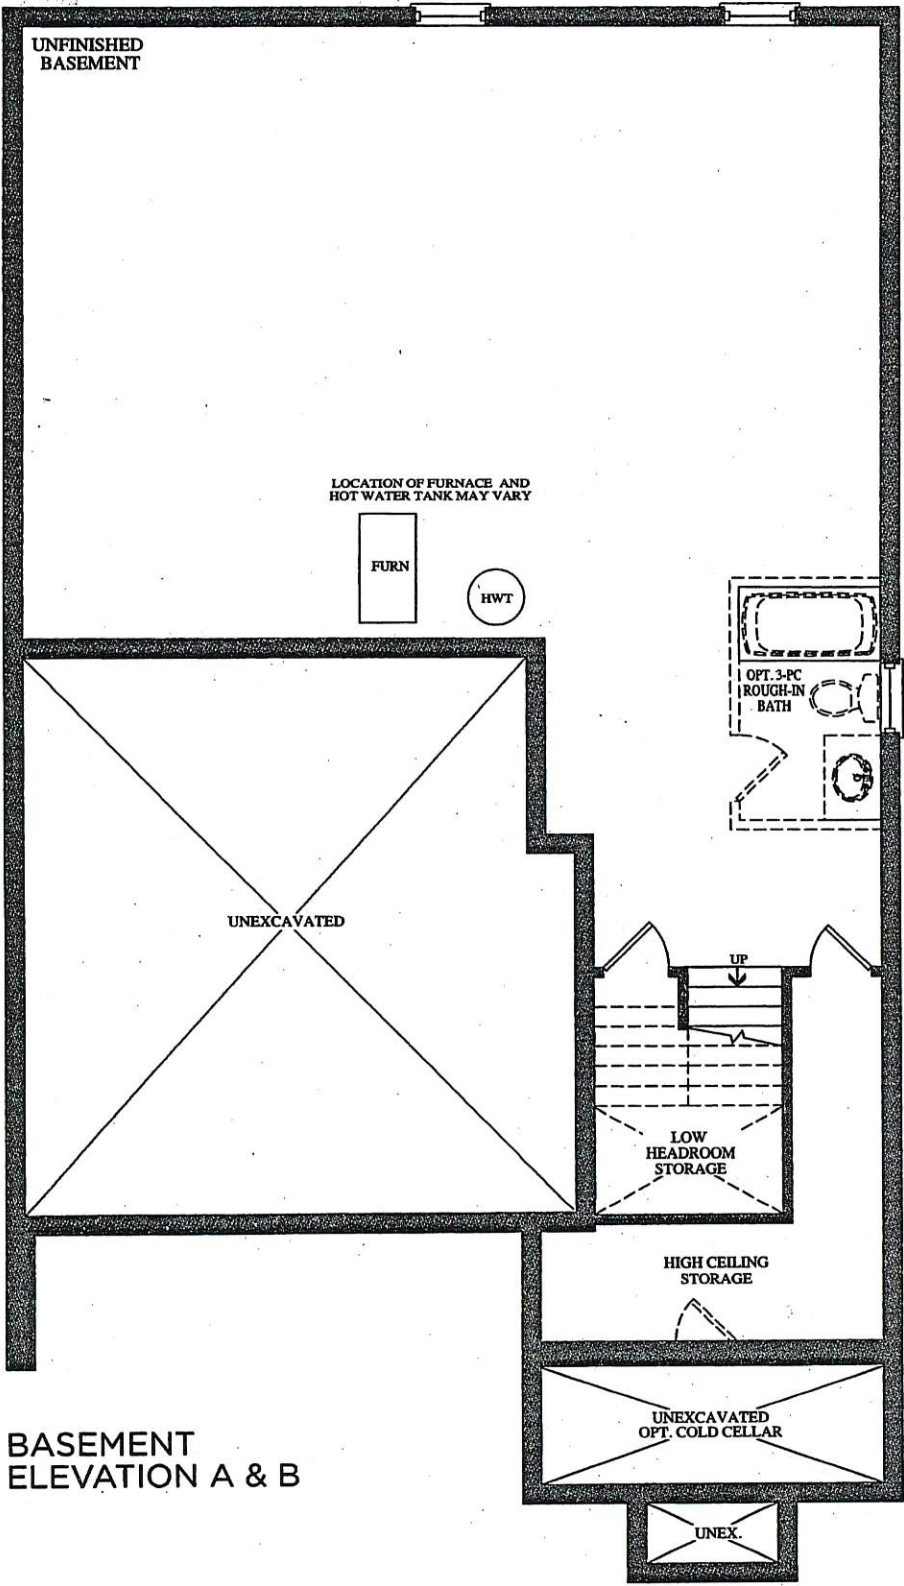 UNFINISHED
BASEMENT
LOCATION OF FURNACE AND
HOT WATER TANK MAY VARY
FURN
HWT
OPT. 3-PC
ROUGH-IN
BATH
UNEXCAVATED
UP
LOW
HEADROOM
STORAGE
HIGH CEILING
STORAGE
UNEXCAVATED
OPT. COLD CELLAR
BASEMENT
ELEVATION A & B
UNEX.